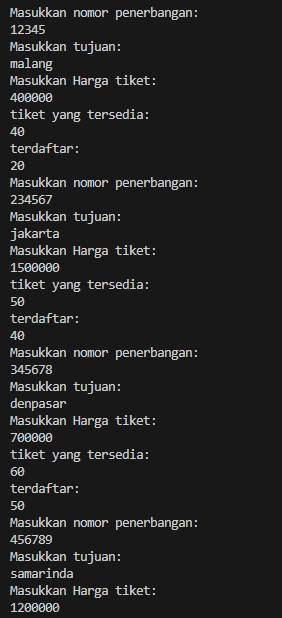 Masukkan nomor penerbangan:
12345
Masukkan tujuan:
malang
Masukkan Harga tiket:
400000
tiket yang tersedia:
40
terdaftar:
20
Masukkan nomor penerbangan:
234567
Masukkan tujuan:
jakarta
Masukkan Harga tiket:
1500000
tiket yang tersedia:
50
terdaftar:
40
Masukkan nomor penerbangan:
345678
Masukkan tujuan:
denpasar
Masukkan Harga tiket:
700000
tiket yang tersedia:
60
terdaftar:
50
Masukkan nomor penerbangan:
456789
Masukkan tujuan:
samarinda
Masukkan Harga tiket:
1200000